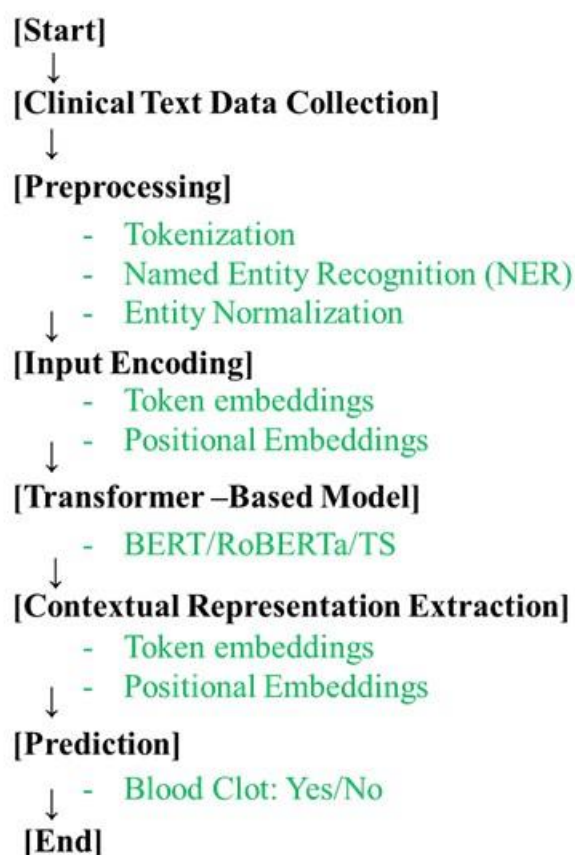 [Start]
↓
[Clinical Text Data Collection]
↓
[Preprocessing]
- Tokenization
- Named Entity Recognition (NER)
↓ - Entity Normalization
[Input Encoding]
- Token embeddings
↓ - Positional Embeddings
[Transformer –Based Model]
- BERT/RoBERTa/TS
↓
[Contextual Representation Extraction]
- Token embeddings
↓ - Positional Embeddings
[Prediction]
↓ - Blood Clot: Yes/No
[End]